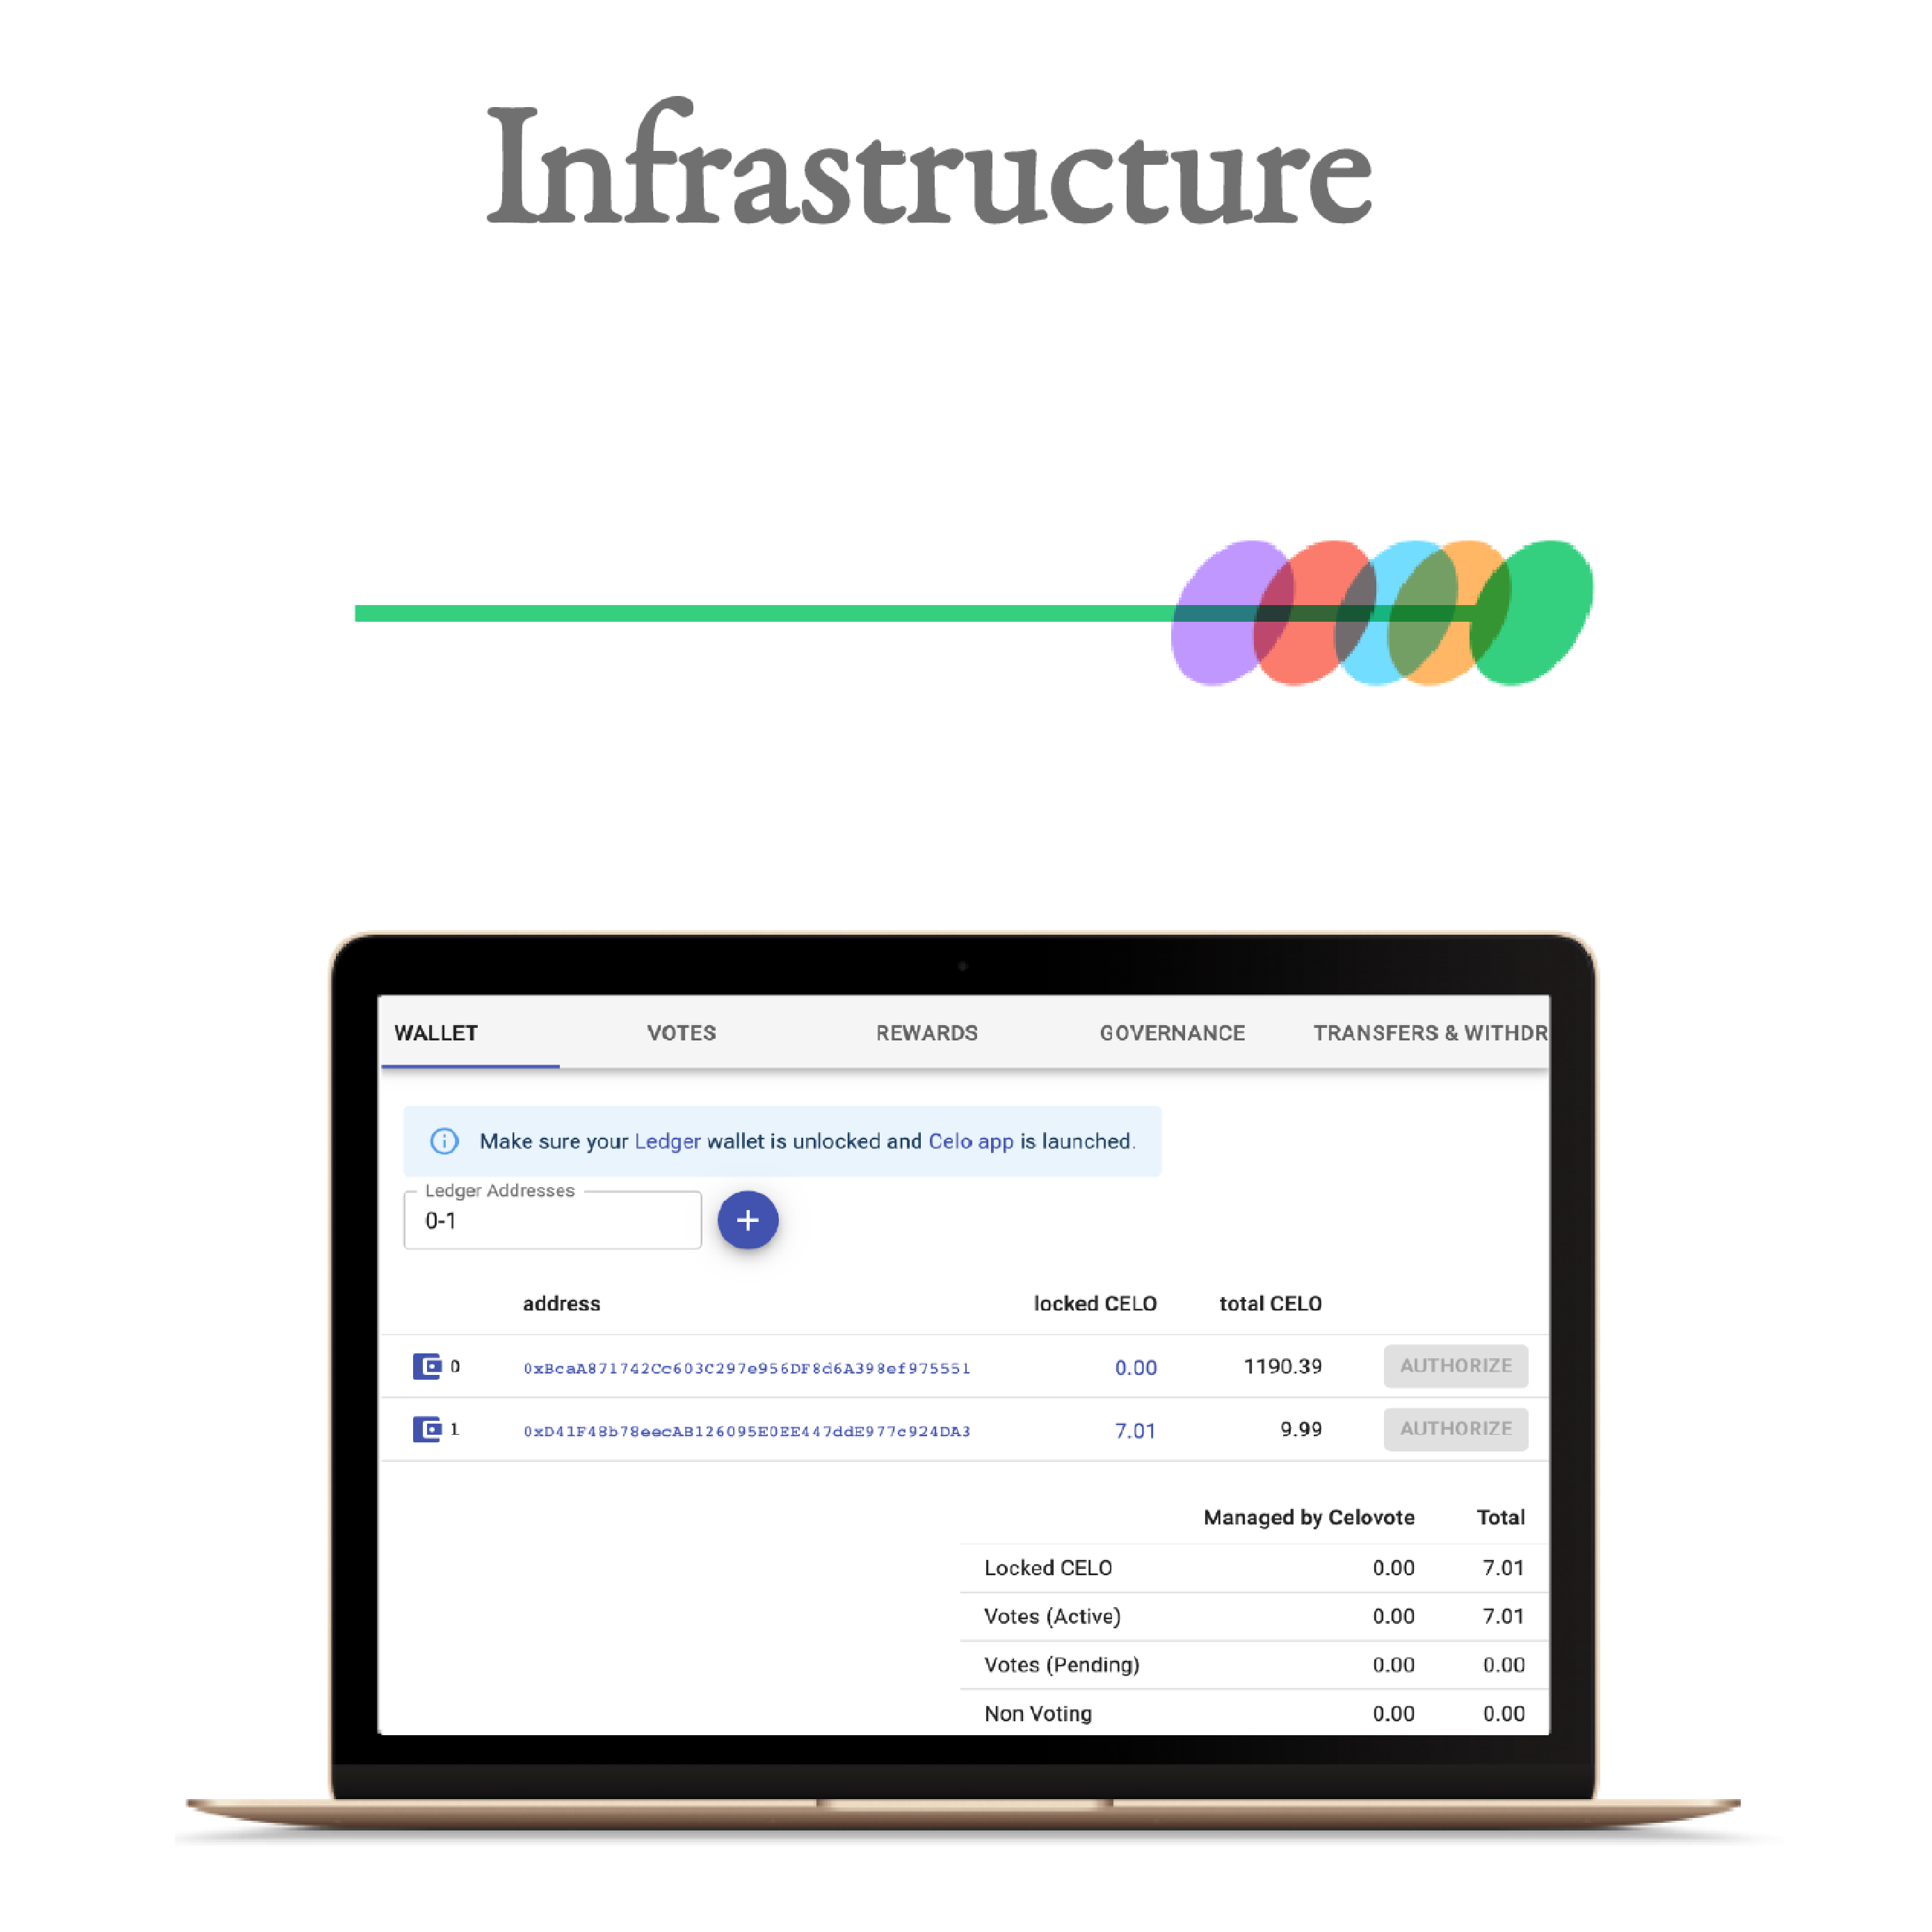 Infrastructure
WALLET VOTES REWARDS GOVERNANCE TRANSFERS & WITHDR
Make sure your Ledger wallet is unlocked and Celo app is launched.
Ledger Addresses
0-1
address locked CELO total CELO
0 0xBcaA871742Cc603C297e956DF8d6A398ef975551 0.00 1190.39 AUTHORIZE
1 0xD41F48b78eecAB126095E0EE447ddE977c924DA3 7.01 9.99 AUTHORIZE
Managed by Celovote Total
Locked CELO 0.00 7.01
Votes (Active) 0.00 7.01
Votes (Pending) 0.00 0.00
Non Voting 0.00 0.00